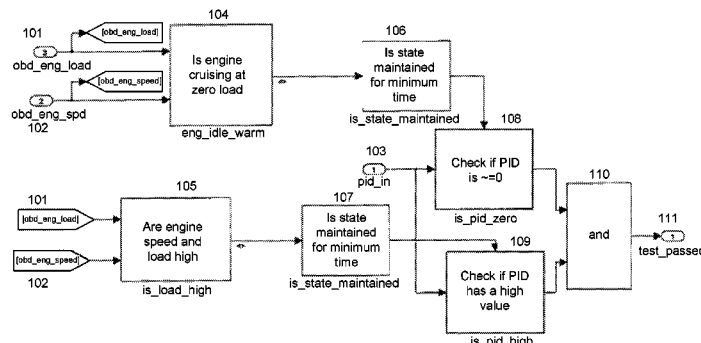 104
101
[obd_eng_load]
3
obd_eng_load
Is engine
cruising at
zero load
[obd_eng_speed]
2
obd_eng_spd
102
eng_idle_warm
106
Is state
maintained
for minimum
time
is_state_maintained
108
103
1
pid_in
Check if PID
is ~=0
is_pid_zero
101
[obd_eng_load]
105
Are engine
speed and
load high
[obd_eng_speed]
102
is_load_high
107
Is state
maintained
for minimum
time
is_state_maintained
109
Check if PID
has a high
value
is_pid_high
110
and
111
1
test_passed